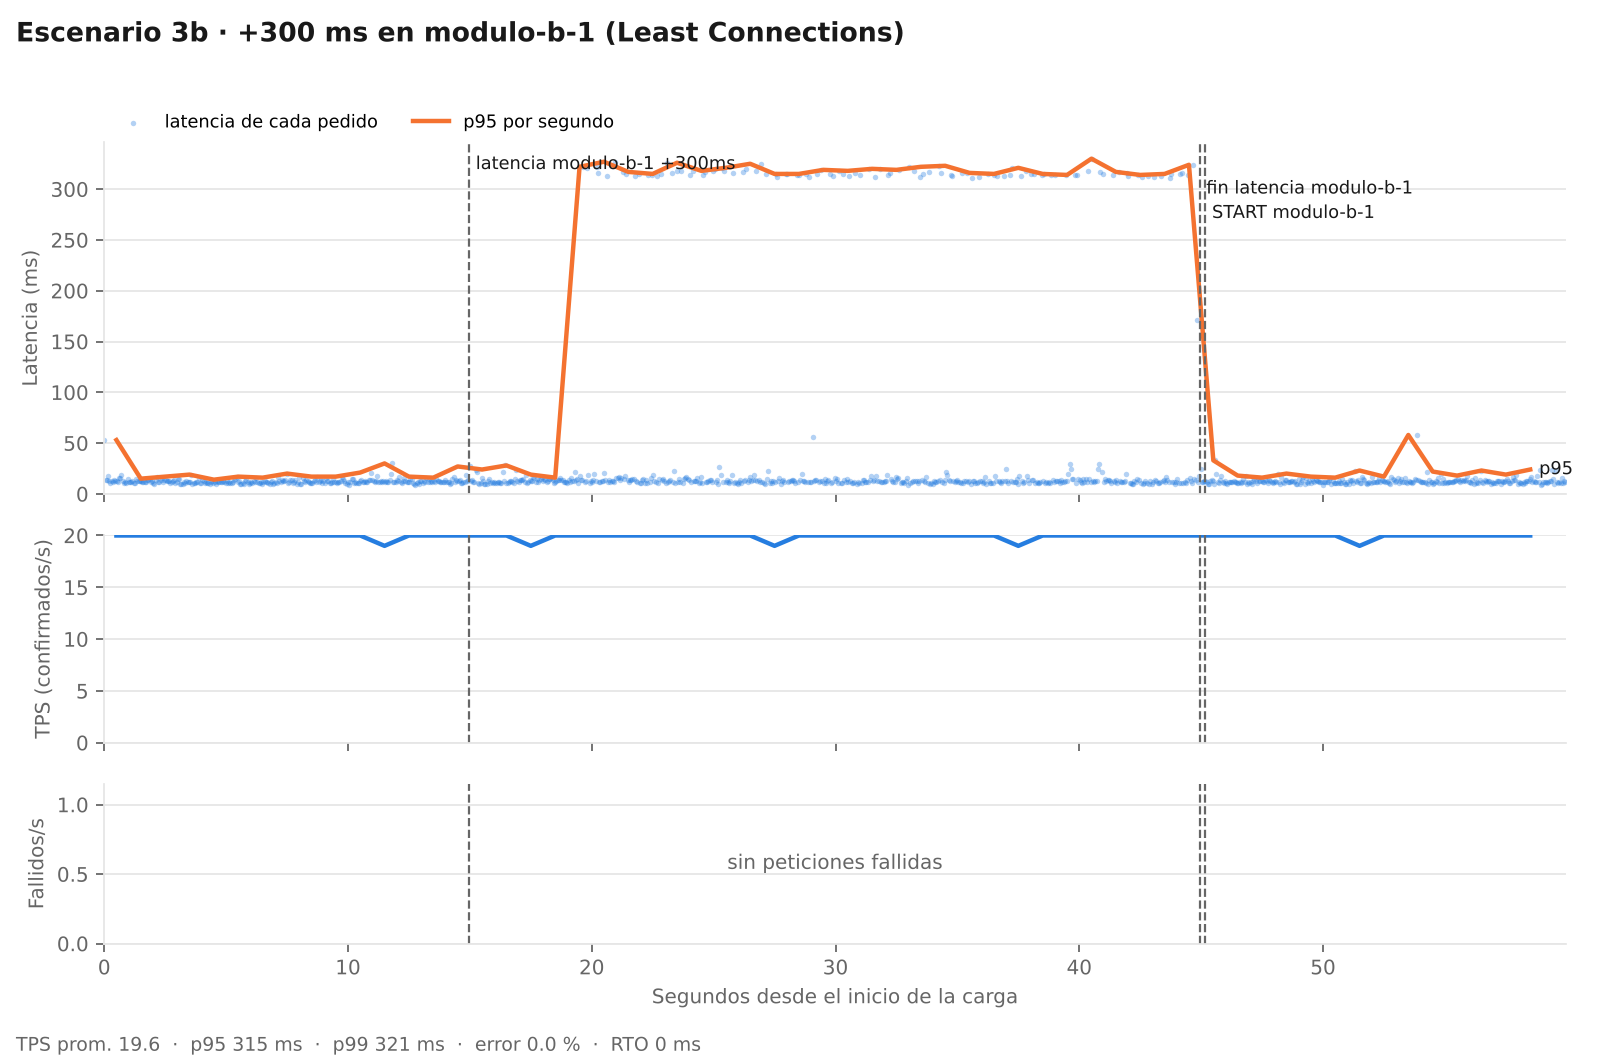 Escenario 3b · +300 ms en modulo-b-1 (Least Connections)
latencia de cada pedido
p95 por segundo
latencia modulo-b-1 +300ms
fin latencia modulo-b-1
START modulo-b-1
Latencia (ms)
300
250
200
150
100
50
0
p95
TPS (confirmados/s)
20
15
10
5
0
Fallidos/s
1.0
0.5
0.0
sin peticiones fallidas
0 10 20 30 40 50
Segundos desde el inicio de la carga
TPS prom. 19.6 · p95 315 ms · p99 321 ms · error 0.0 % · RTO 0 ms